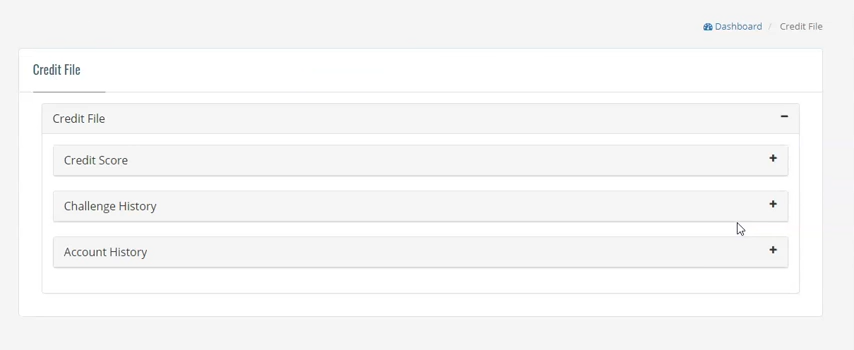 Dashboard / Credit File
Credit File
Credit File
Credit Score
Challenge History
Account History